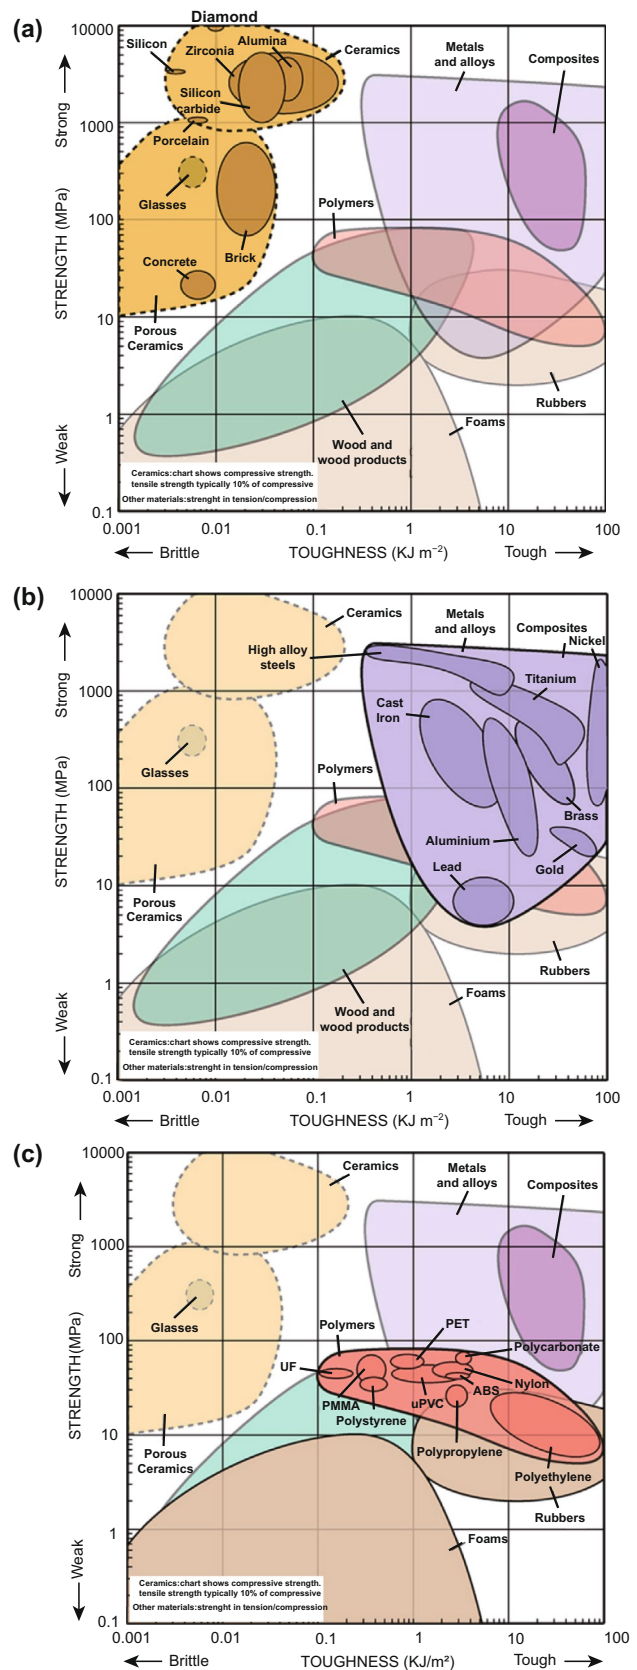 (a)
Diamond
10000
Silicon
Zirconia
Alumina
Ceramics
Metals
and alloys
Composites
Silicon
carbide
1000
Porcelain
Glasses
Brick
Polymers
100
Concrete
Porous
Ceramics
10
Rubbers
1
Foams
Wood and
wood products
Ceramics:chart shows compressive strength.
tensile strength typically 10% of compressive
Other materials:strenght in tension/compression
0.1
0.001
0.01
0.1
1
10
100
Weak
STRENGTH (MPa)
Strong
Brittle
TOUGHNESS (KJ m⁻²)
Tough
(b)
10000
Ceramics
Metals
and alloys
Composites
Nickel
High alloy
steels
Titanium
1000
Cast
Iron
Glasses
Polymers
100
Brass
Aluminium
Gold
Lead
10
Porous
Ceramics
Rubbers
1
Foams
Wood and
wood products
Ceramics:chart shows compressive strength.
tensile strength typically 10% of compressive
Other materials:strenght in tension/compression
0.1
0.001
0.01
0.1
1
10
100
Weak
STRENGTH (MPa)
Strong
Brittle
TOUGHNESS (KJ m⁻²)
Tough
(c)
10000
Ceramics
Metals
and alloys
Composites
1000
Glasses
Polymers
PET
100
Polycarbonate
UF
Nylon
ABS
PMMA
uPVC
Polystyrene
10
Porous
Ceramics
Polypropylene
Polyethylene
Rubbers
1
Foams
Ceramics:chart shows compressive strength.
tensile strength typically 10% of compressive
Other materials:strenght in tension/compression
0.1
0.001
0.01
0.1
1
10
100
Weak
STRENGTH(MPa)
Strong
Brittle
TOUGHNESS (KJ/m²)
Tough